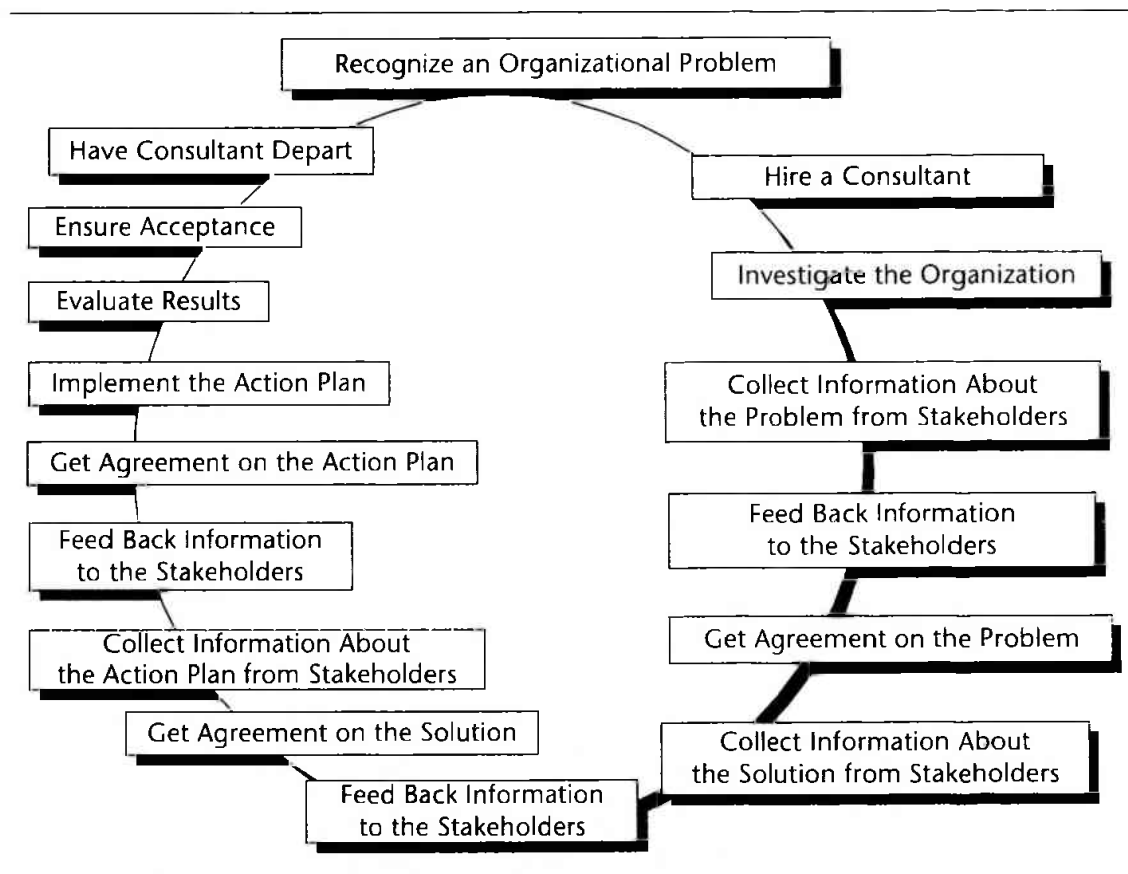 Recognize an Organizational Problem
Hire a Consultant
Investigate the Organization
Collect Information About
the Problem from Stakeholders
Feed Back Information
to the Stakeholders
Get Agreement on the Problem
Collect Information About
the Solution from Stakeholders
Feed Back Information
to the Stakeholders
Get Agreement on the Solution
Collect Information About
the Action Plan from Stakeholders
Feed Back Information
to the Stakeholders
Get Agreement on the Action Plan
Implement the Action Plan
Evaluate Results
Ensure Acceptance
Have Consultant Depart